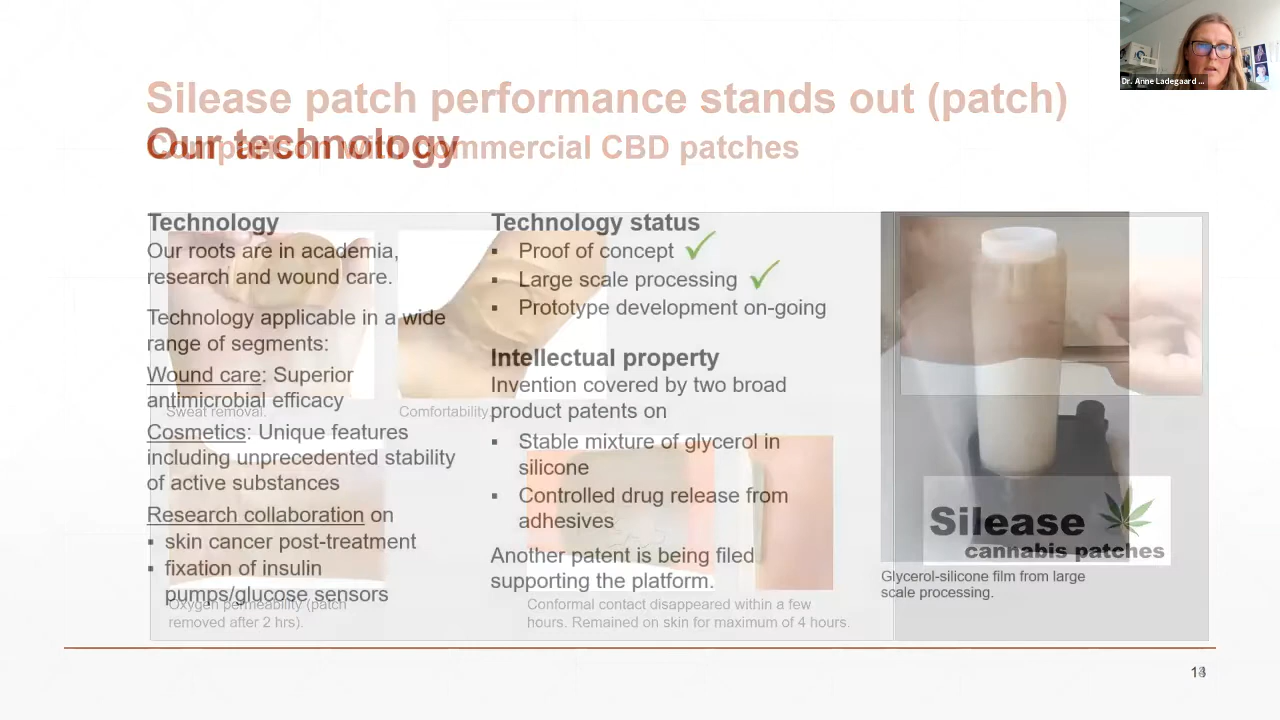 Dr. Anne Ladegaard ...
Silease patch performance stands out (patch)
Comparison with commercial CBD patches
Our technology
Technology
Our roots are in academia,
research and wound care.
Technology applicable in a wide
range of segments:
Wound care: Superior
antimicrobial efficacy
Cosmetics: Unique features
including unprecedented stability
of active substances
Research collaboration on
▪ skin cancer post-treatment
▪ fixation of insulin
pumps/glucose sensors
Technology status
▪ Proof of concept ✓
▪ Large scale processing ✓
▪ Prototype development on-going
Intellectual property
Invention covered by two broad
product patents on
▪ Stable mixture of glycerol in
silicone
▪ Controlled drug release from
adhesives
Another patent is being filed
supporting the platform.
Sweat removal.
Comfortability.
Oxygen permeability (patch
removed after 2 hrs).
Conformal contact disappeared within a few
hours. Remained on skin for maximum of 4 hours.
Silease
cannabis patches
Glycerol-silicone film from large
scale processing.